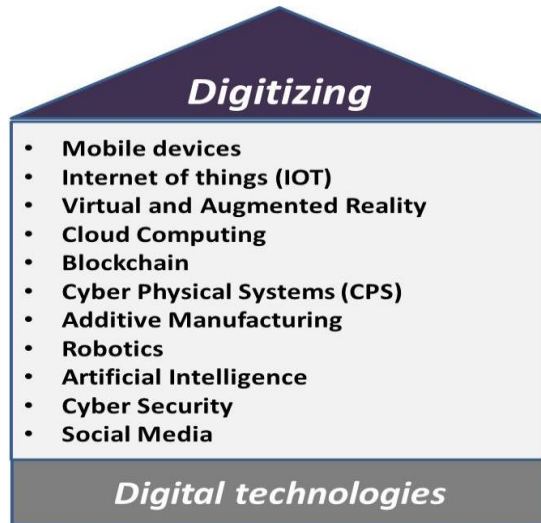 Digitizing
• Mobile devices
• Internet of things (IOT)
• Virtual and Augmented Reality
• Cloud Computing
• Blockchain
• Cyber Physical Systems (CPS)
• Additive Manufacturing
• Robotics
• Artificial Intelligence
• Cyber Security
• Social Media
Digital technologies